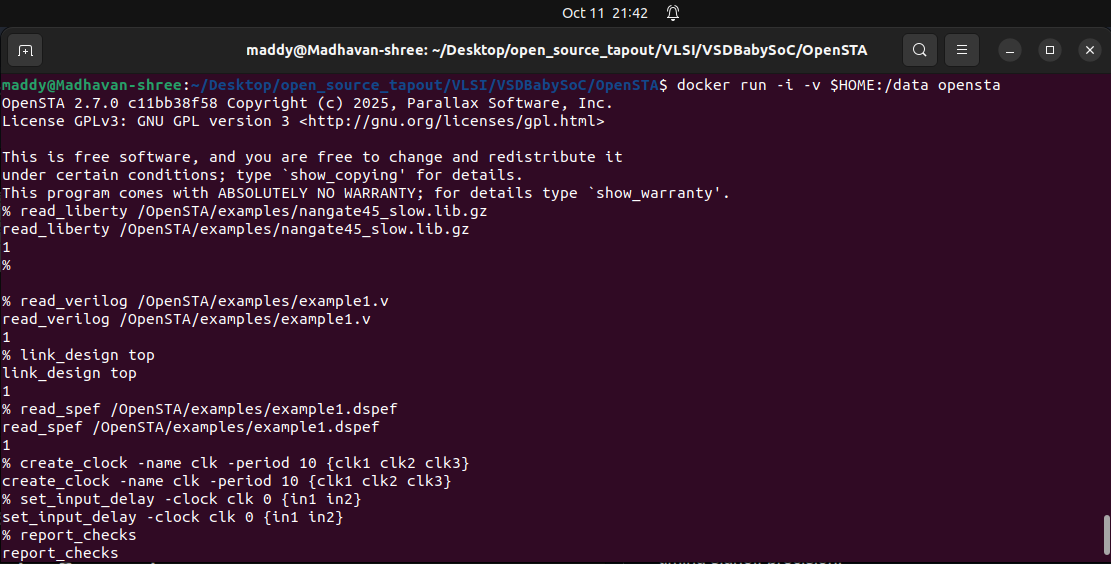 Oct 11 21:42
maddy@Madhavan-shree: ~/Desktop/open_source_tapout/VLSI/VSDBabySoC/OpenSTA
maddy@Madhavan-shree:~/Desktop/open_source_tapout/VLSI/VSDBabySoC/OpenSTA$ docker run -i -v $HOME:/data opensta
OpenSTA 2.7.0 c11bb38f58 Copyright (c) 2025, Parallax Software, Inc.
License GPLv3: GNU GPL version 3 <http://gnu.org/licenses/gpl.html>
This is free software, and you are free to change and redistribute it
under certain conditions; type `show_copying' for details.
This program comes with ABSOLUTELY NO WARRANTY; for details type `show_warranty'.
% read_liberty /OpenSTA/examples/nangate45_slow.lib.gz
read_liberty /OpenSTA/examples/nangate45_slow.lib.gz
1
%
% read_verilog /OpenSTA/examples/example1.v
read_verilog /OpenSTA/examples/example1.v
1
% link_design top
link_design top
1
% read_spef /OpenSTA/examples/example1.dspef
read_spef /OpenSTA/examples/example1.dspef
1
% create_clock -name clk -period 10 {clk1 clk2 clk3}
create_clock -name clk -period 10 {clk1 clk2 clk3}
% set_input_delay -clock clk 0 {in1 in2}
set_input_delay -clock clk 0 {in1 in2}
% report_checks
report_checks